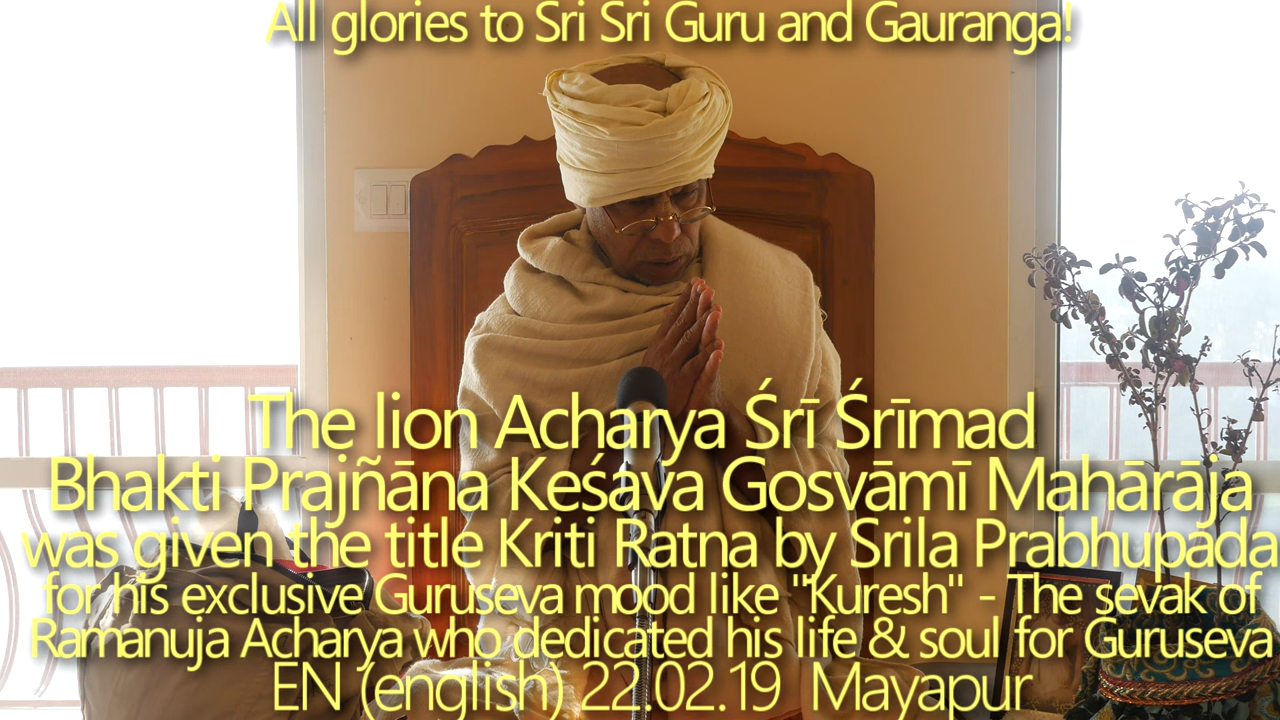 All glories to Sri Sri Guru and Gauranga!
The lion Acharya Śrī Śrīmad
Bhakti Prajñāna Keśava Gosvāmī Mahārāja
was given the title Kriti Ratna by Srila Prabhupada
for his exclusive Guruseva mood like "Kuresh" - The sevak of
Ramanuja Acharya who dedicated his life & soul for Guruseva
EN (english) 22.02.19 Mayapur